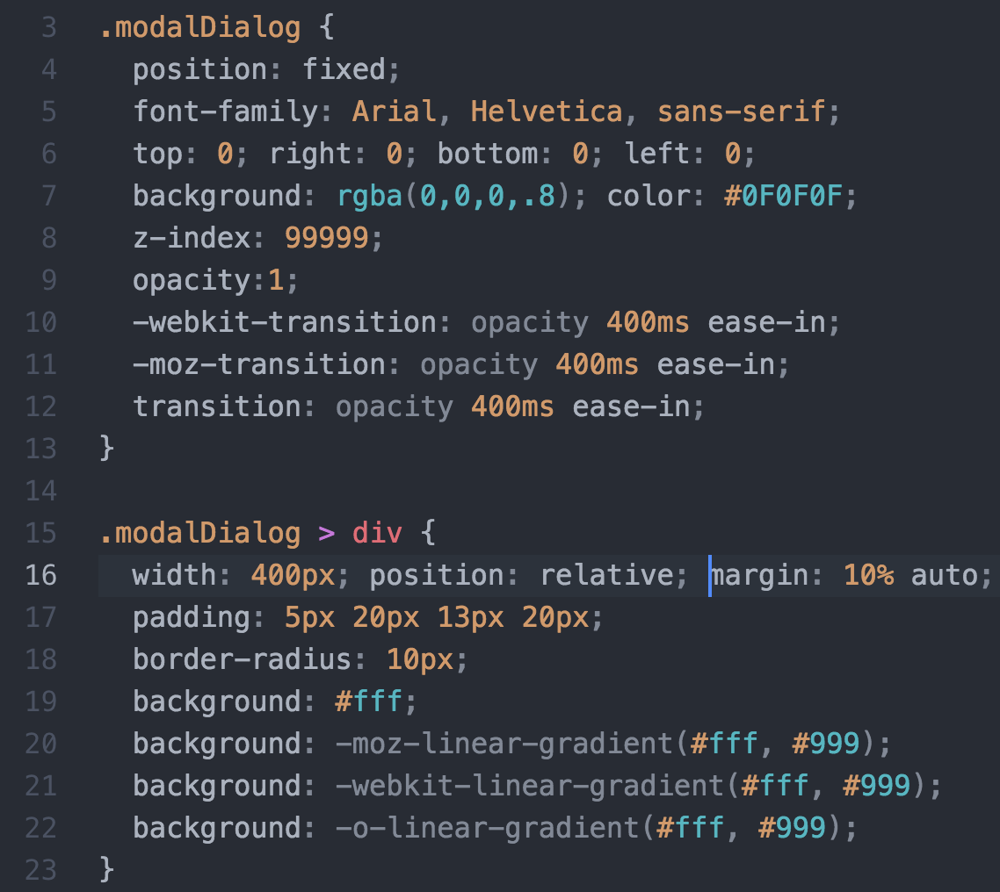 3 .modalDialog {
4 position: fixed;
5 font-family: Arial, Helvetica, sans-serif;
6 top: 0; right: 0; bottom: 0; left: 0;
7 background: rgba(0,0,0,.8); color: #0F0F0F;
8 z-index: 99999;
9 opacity:1;
10 -webkit-transition: opacity 400ms ease-in;
11 -moz-transition: opacity 400ms ease-in;
12 transition: opacity 400ms ease-in;
13 }
14
15 .modalDialog > div {
16 width: 400px; position: relative; margin: 10% auto;
17 padding: 5px 20px 13px 20px;
18 border-radius: 10px;
19 background: #fff;
20 background: -moz-linear-gradient(#fff, #999);
21 background: -webkit-linear-gradient(#fff, #999);
22 background: -o-linear-gradient(#fff, #999);
23 }